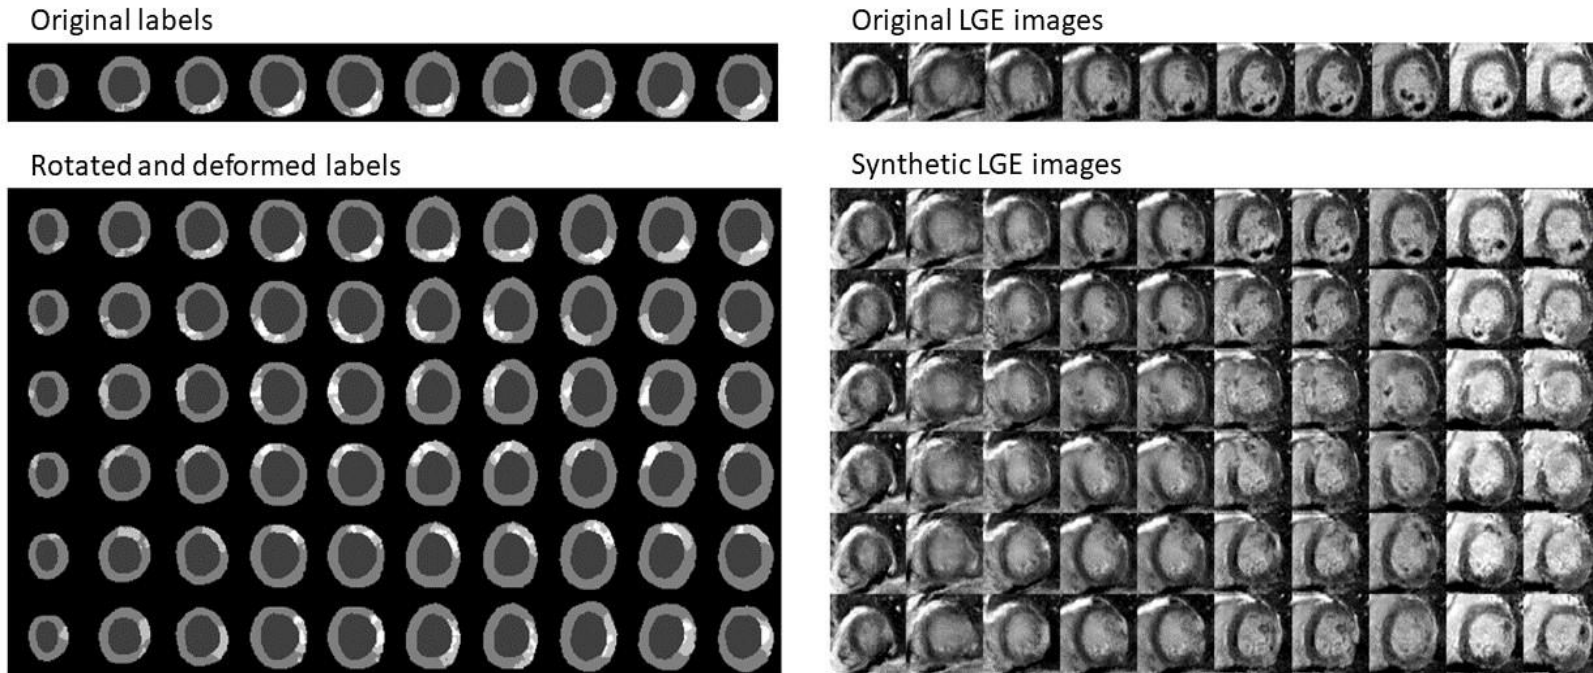 Original labels
Original LGE images
Rotated and deformed labels
Synthetic LGE images